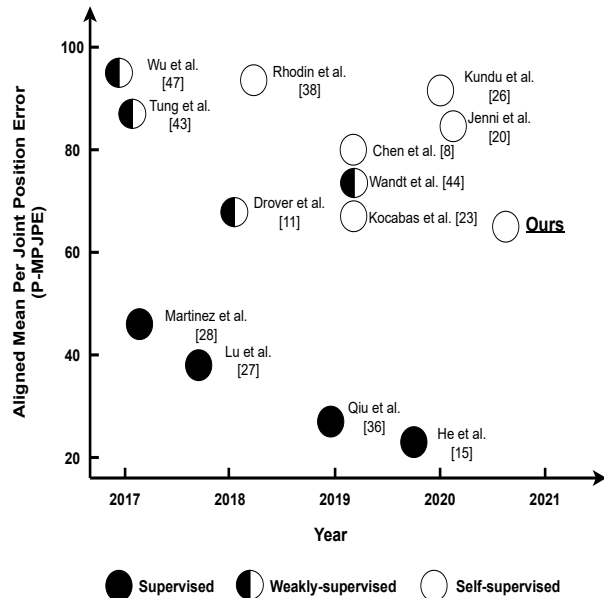 Aligned Mean Per Joint Position Error
(P-MPJPE)
100
80
60
40
20
Wu et al.
[47]
Tung et al.
[43]
Rhodin et al.
[38]
Kundu et al.
[26]
Jenni et al.
[20]
Chen et al. [8]
Wandt et al. [44]
Drover et al.
[11]
Kocabas et al. [23]
Ours
Martinez et al.
[28]
Lu et al.
[27]
Qiu et al.
[36]
He et al.
[15]
2017 2018 2019 2020 2021
Year
Supervised Weakly-supervised Self-supervised